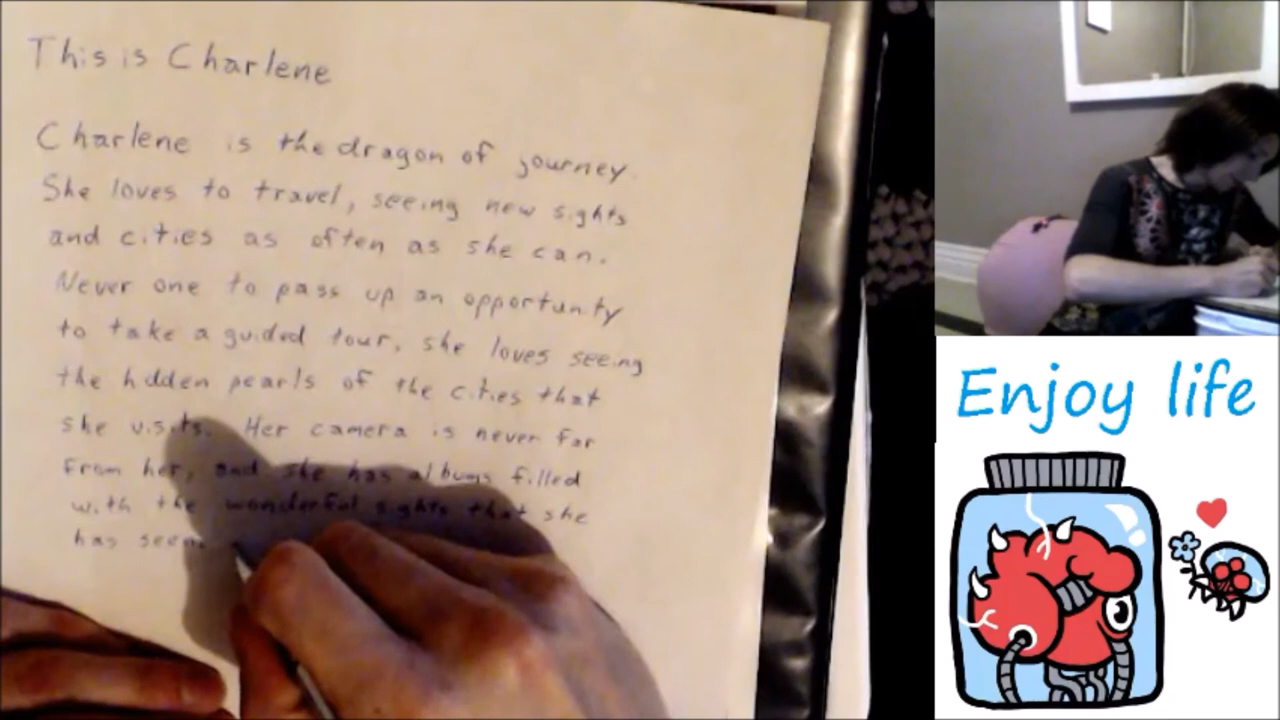 This is Charlene
Charlene is the dragon of journey.
She loves to travel, seeing new sights
and cities as often as she can.
Never one to pass up an opportunity
to take a guided tour, she loves seeing
the hdden pearls of the cities that
she visits. Her camera is never far
from her, and she has albums filled
with the wonderful sights that she
has seen.
Enjoy life